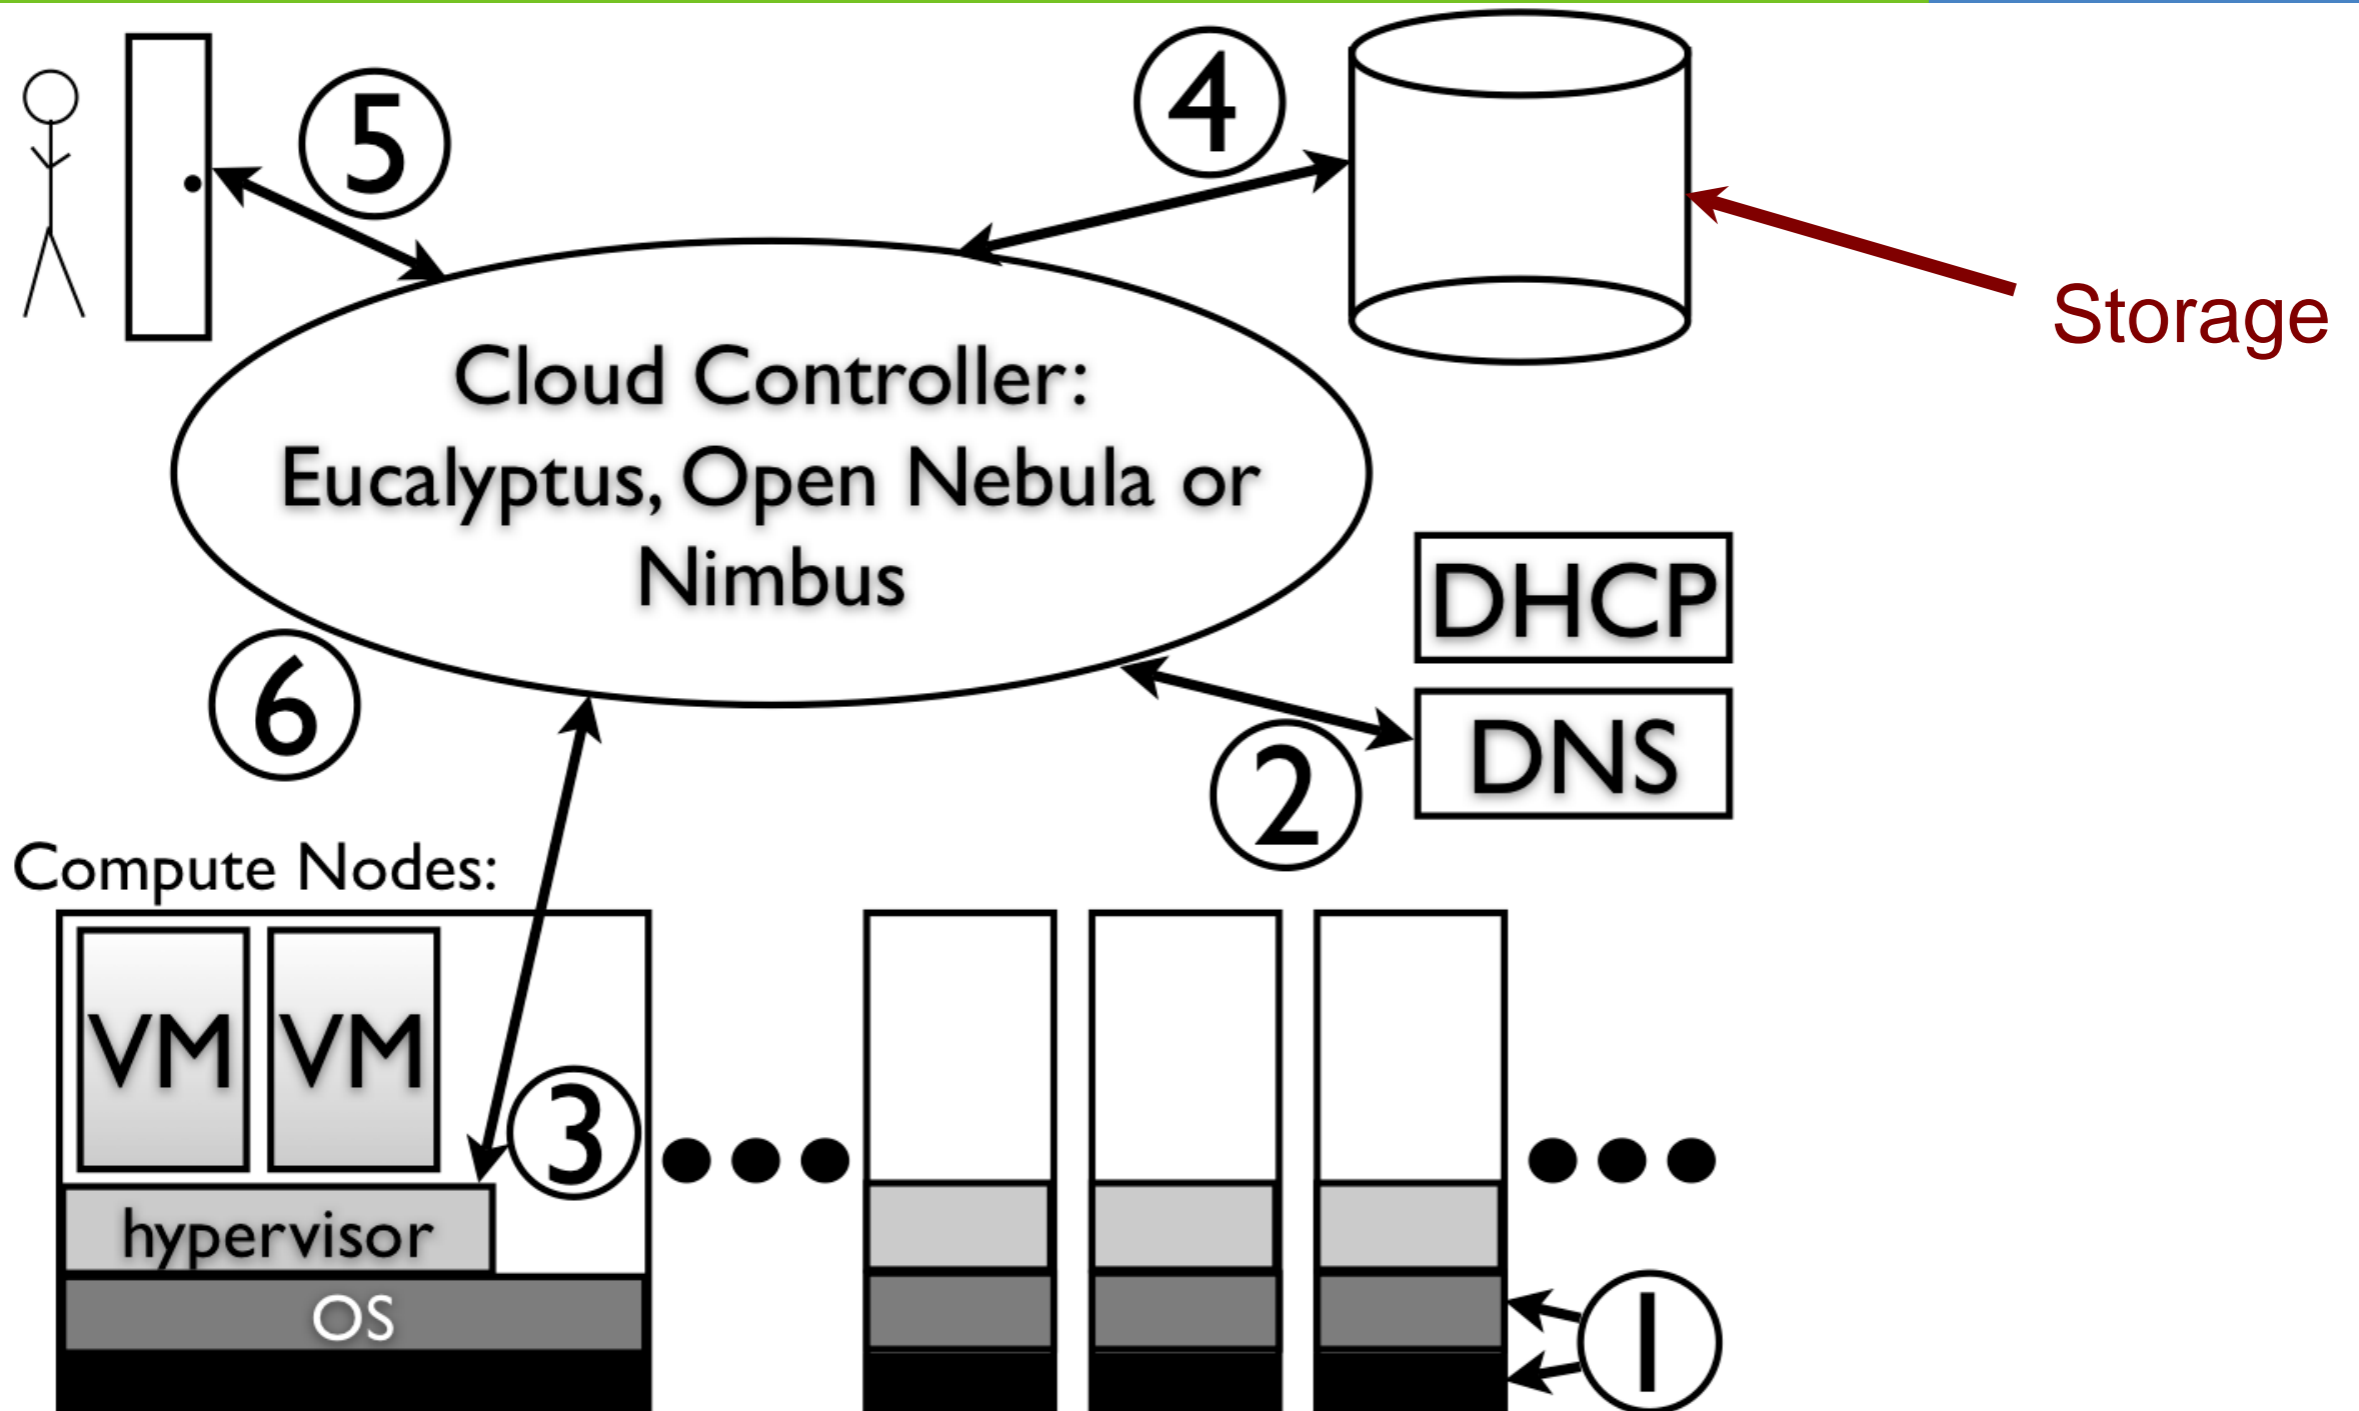 5
4
Storage
Cloud Controller:
Eucalyptus, Open Nebula or
Nimbus
DHCP
6
DNS
2
Compute Nodes:
VM VM
3
hypervisor
OS
1